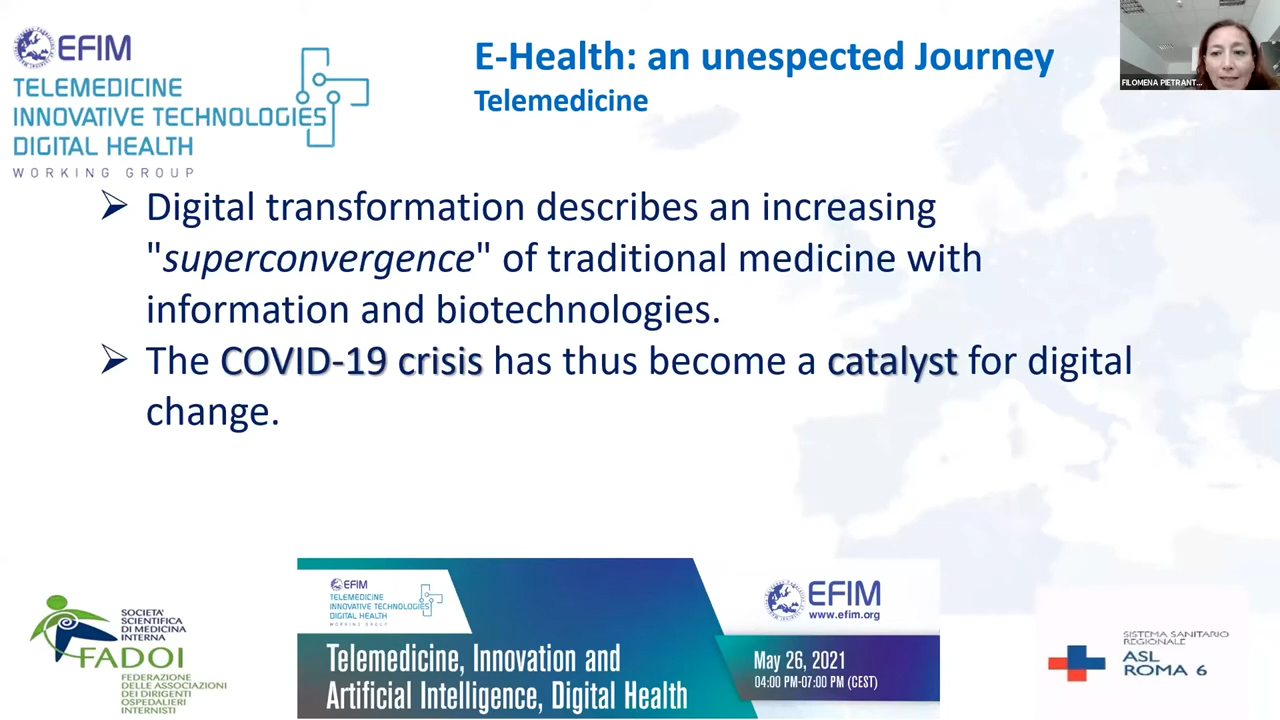 EFIM
TELEMEDICINE
INNOVATIVE TECHNOLOGIES
DIGITAL HEALTH
WORKING GROUP
E-Health: an unespected Journey
Telemedicine
FILOMENA PIETRANT...
➢ Digital transformation describes an increasing
"superconvergence" of traditional medicine with
information and biotechnologies.
➢ The COVID-19 crisis has thus become a catalyst for digital
change.
SOCIETA'
SCIENTIFICA
DI MEDICINA
INTERNA
FADOI
FEDERAZIONE
DELLE ASSOCIAZIONI
DEI DIRIGENTI
OSPEDALIERI
INTERNISTI
EFIM
TELEMEDICINE
INNOVATIVE TECHNOLOGIES
DIGITAL HEALTH
WORKING GROUP
Telemedicine, Innovation and
Artificial Intelligence, Digital Health
EFIM
www.efim.org
May 26, 2021
04:00 PM-07:00 PM (CEST)
SISTEMA SANITARIO
REGIONALE
ASL
ROMA 6